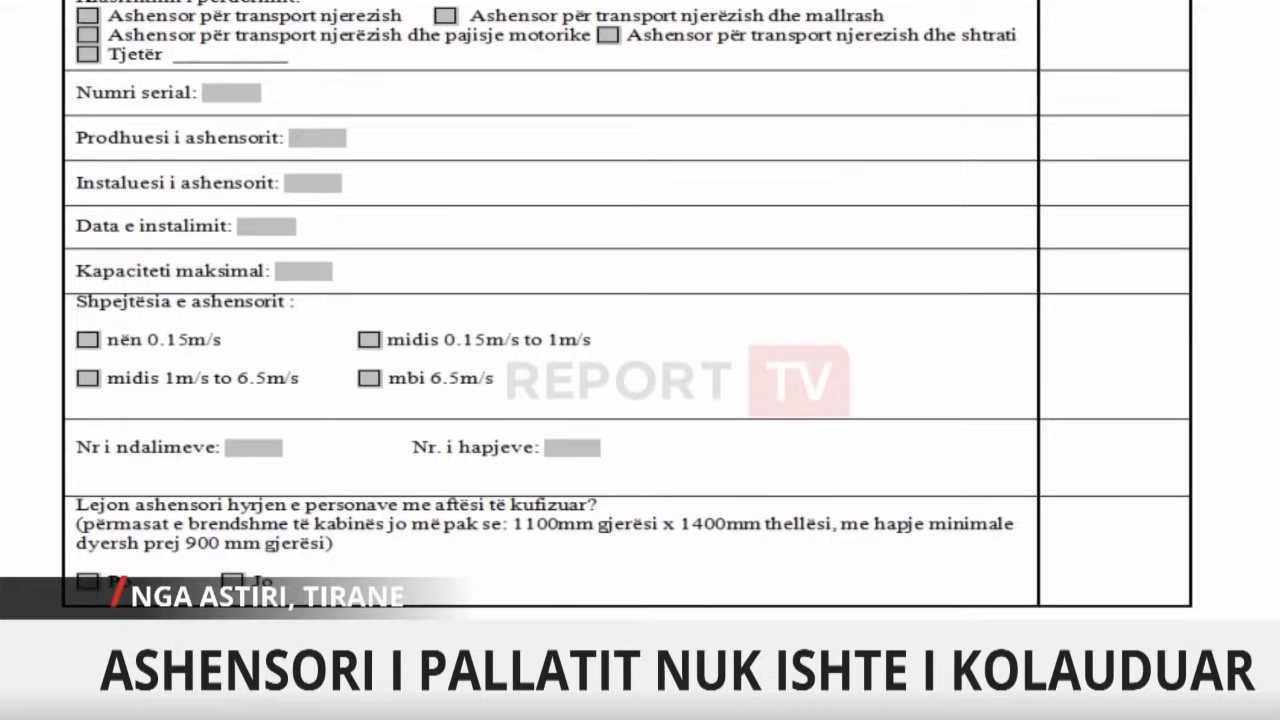 Ashensor për transport njerezish Ashensor për transport njerëzish dhe mallrash
Ashensor për transport njerëzish dhe pajisje motorike Ashensor për transport njerezish dhe shtrati
Tjetër ____________
Numri serial:
Prodhuesi i ashensorit:
Instaluesi i ashensorit:
Data e instalimit:
Kapaciteti maksimal:
Shpejtësia e ashensorit :
nën 0.15m/s midis 0.15m/s to 1m/s
midis 1m/s to 6.5m/s mbi 6.5m/s
REPORT TV
Nr i ndalimeve: Nr. i hapjeve:
Lejon ashensori hyrjen e personave me aftësi të kufizuar?
(përmasat e brendshme të kabinës jo më pak se: 1100mm gjerësi x 1400mm thellësi, me hapje minimale
dyersh prej 900 mm gjerësi)
Jo
NGA ASTIRI, TIRANE
ASHENSORI I PALLATIT NUK ISHTE I KOLAUDUAR